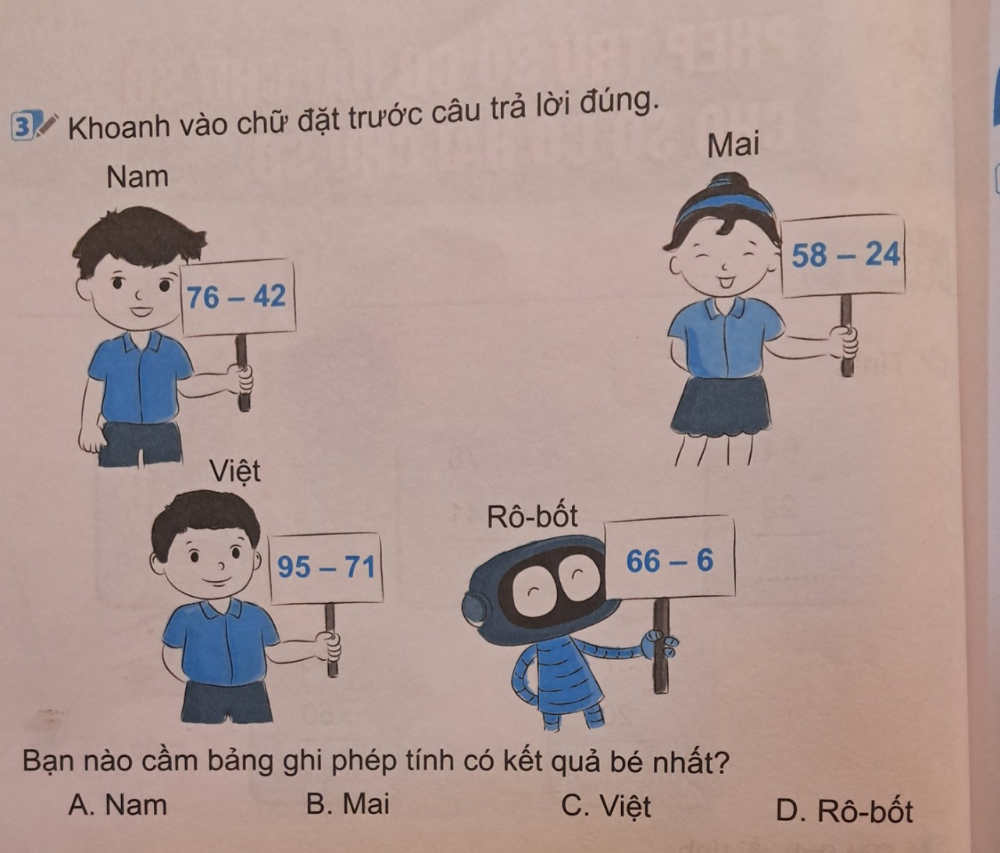 3 Khoanh vào chữ đặt trước câu trả lời đúng.
Nam
Mai
76 – 42
58 – 24
Việt
Rô-bốt
95 – 71
66 – 6
Bạn nào cầm bảng ghi phép tính có kết quả bé nhất?
A. Nam B. Mai C. Việt D. Rô-bốt